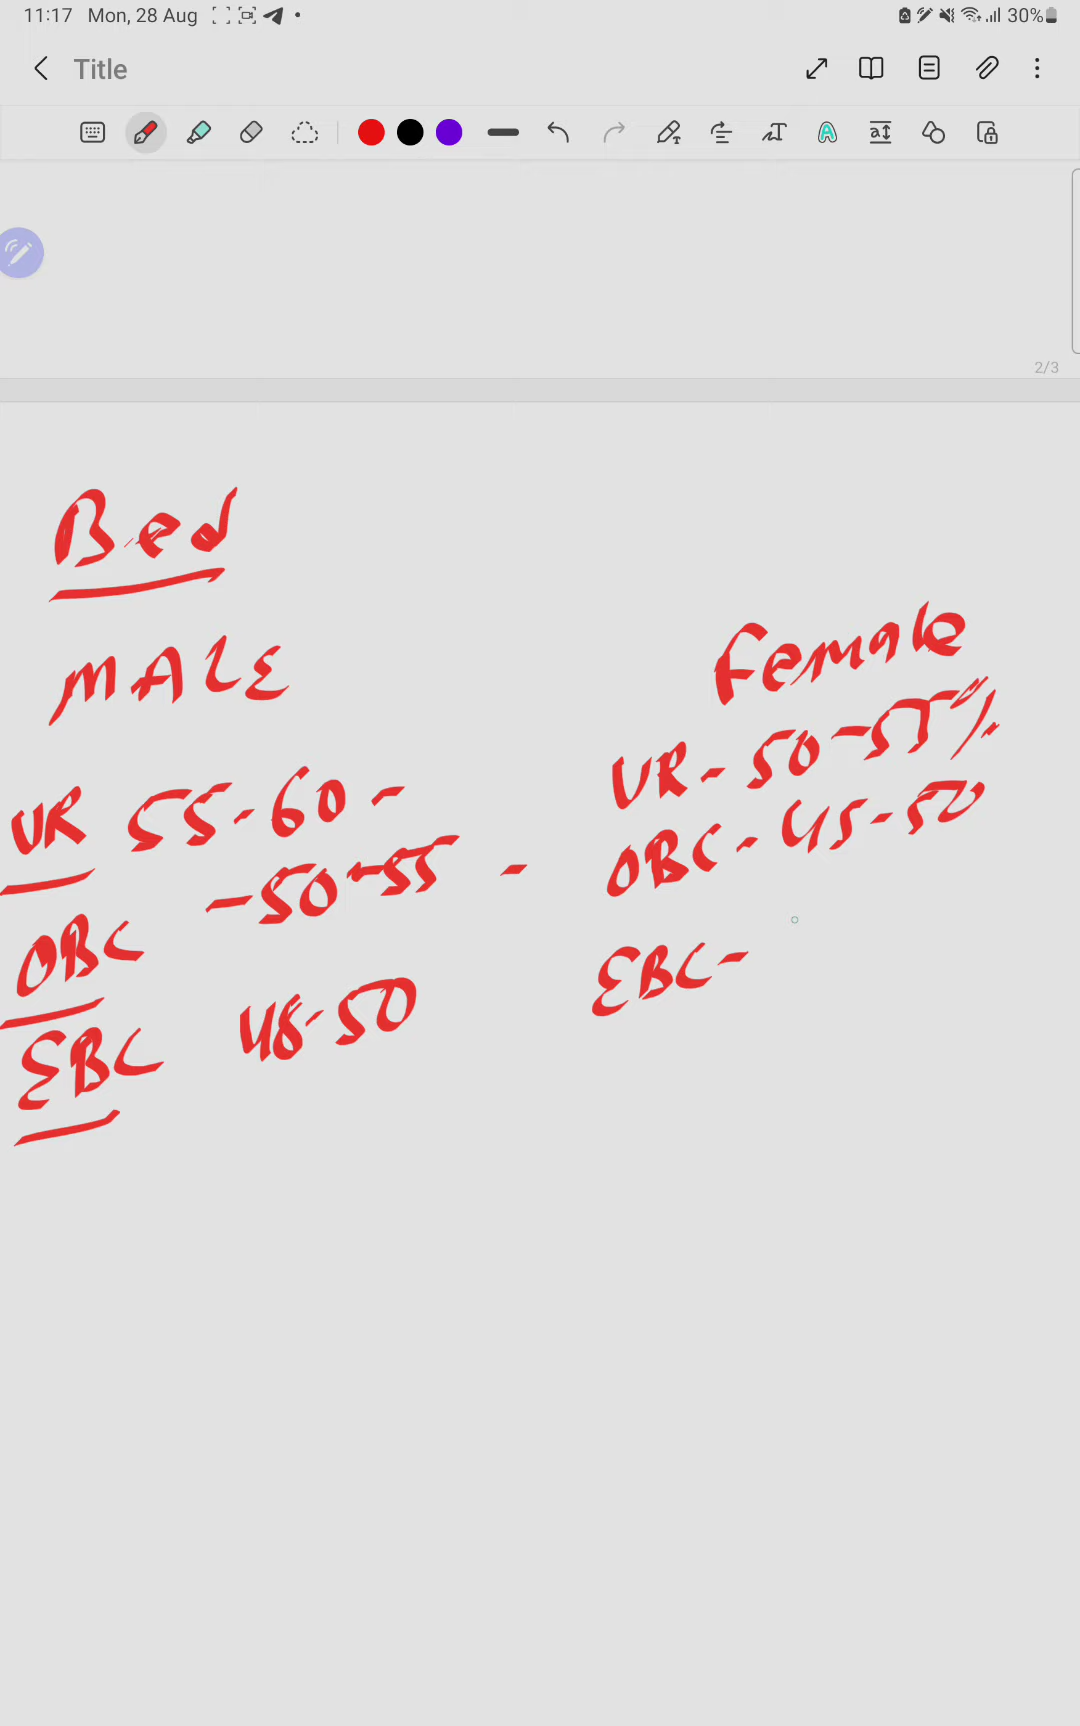 11:17 Mon, 28 Aug
30%
Title
2/3
Bed
MALE
Female
UR 55-60-
UR-50-55%
OBC -50-55 -
OBC-45-50
EBC 48-50
EBC-